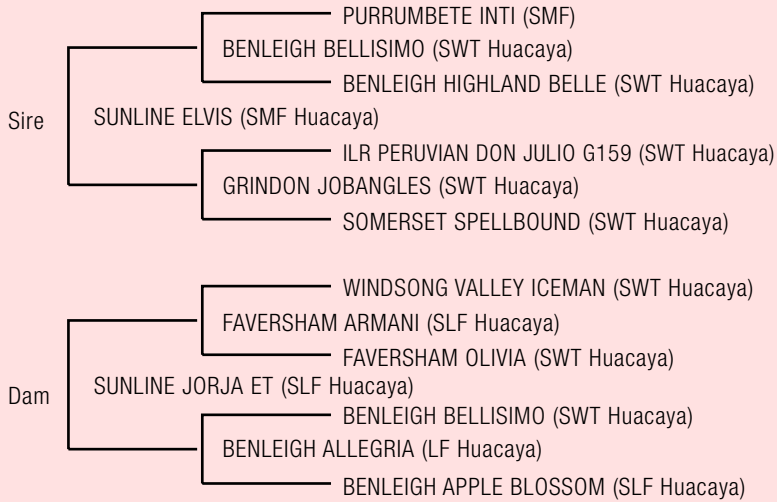 PURRUMBETE INTI (SMF)
BENLEIGH BELLISIMO (SWT Huacaya)
BENLEIGH HIGHLAND BELLE (SWT Huacaya)
Sire
SUNLINE ELVIS (SMF Huacaya)
ILR PERUVIAN DON JULIO G159 (SWT Huacaya)
GRINDON JOBANGLES (SWT Huacaya)
SOMERSET SPELLBOUND (SWT Huacaya)
WINDSONG VALLEY ICEMAN (SWT Huacaya)
FAVERSHAM ARMANI (SLF Huacaya)
FAVERSHAM OLIVIA (SWT Huacaya)
Dam
SUNLINE JORJA ET (SLF Huacaya)
BENLEIGH BELLISIMO (SWT Huacaya)
BENLEIGH ALLEGRIA (LF Huacaya)
BENLEIGH APPLE BLOSSOM (SLF Huacaya)